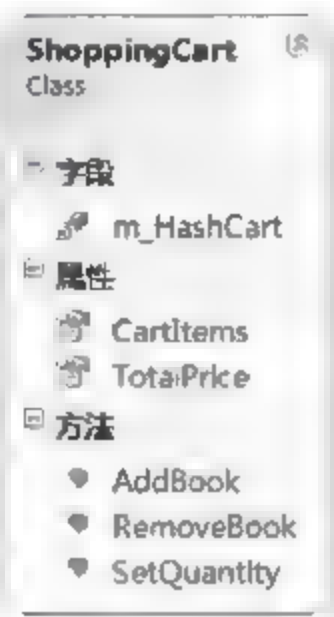 ShoppingCart
Class
字段
m_HashCart
属性
CartItems
TotalPrice
方法
AddBook
RemoveBook
SetQuantity